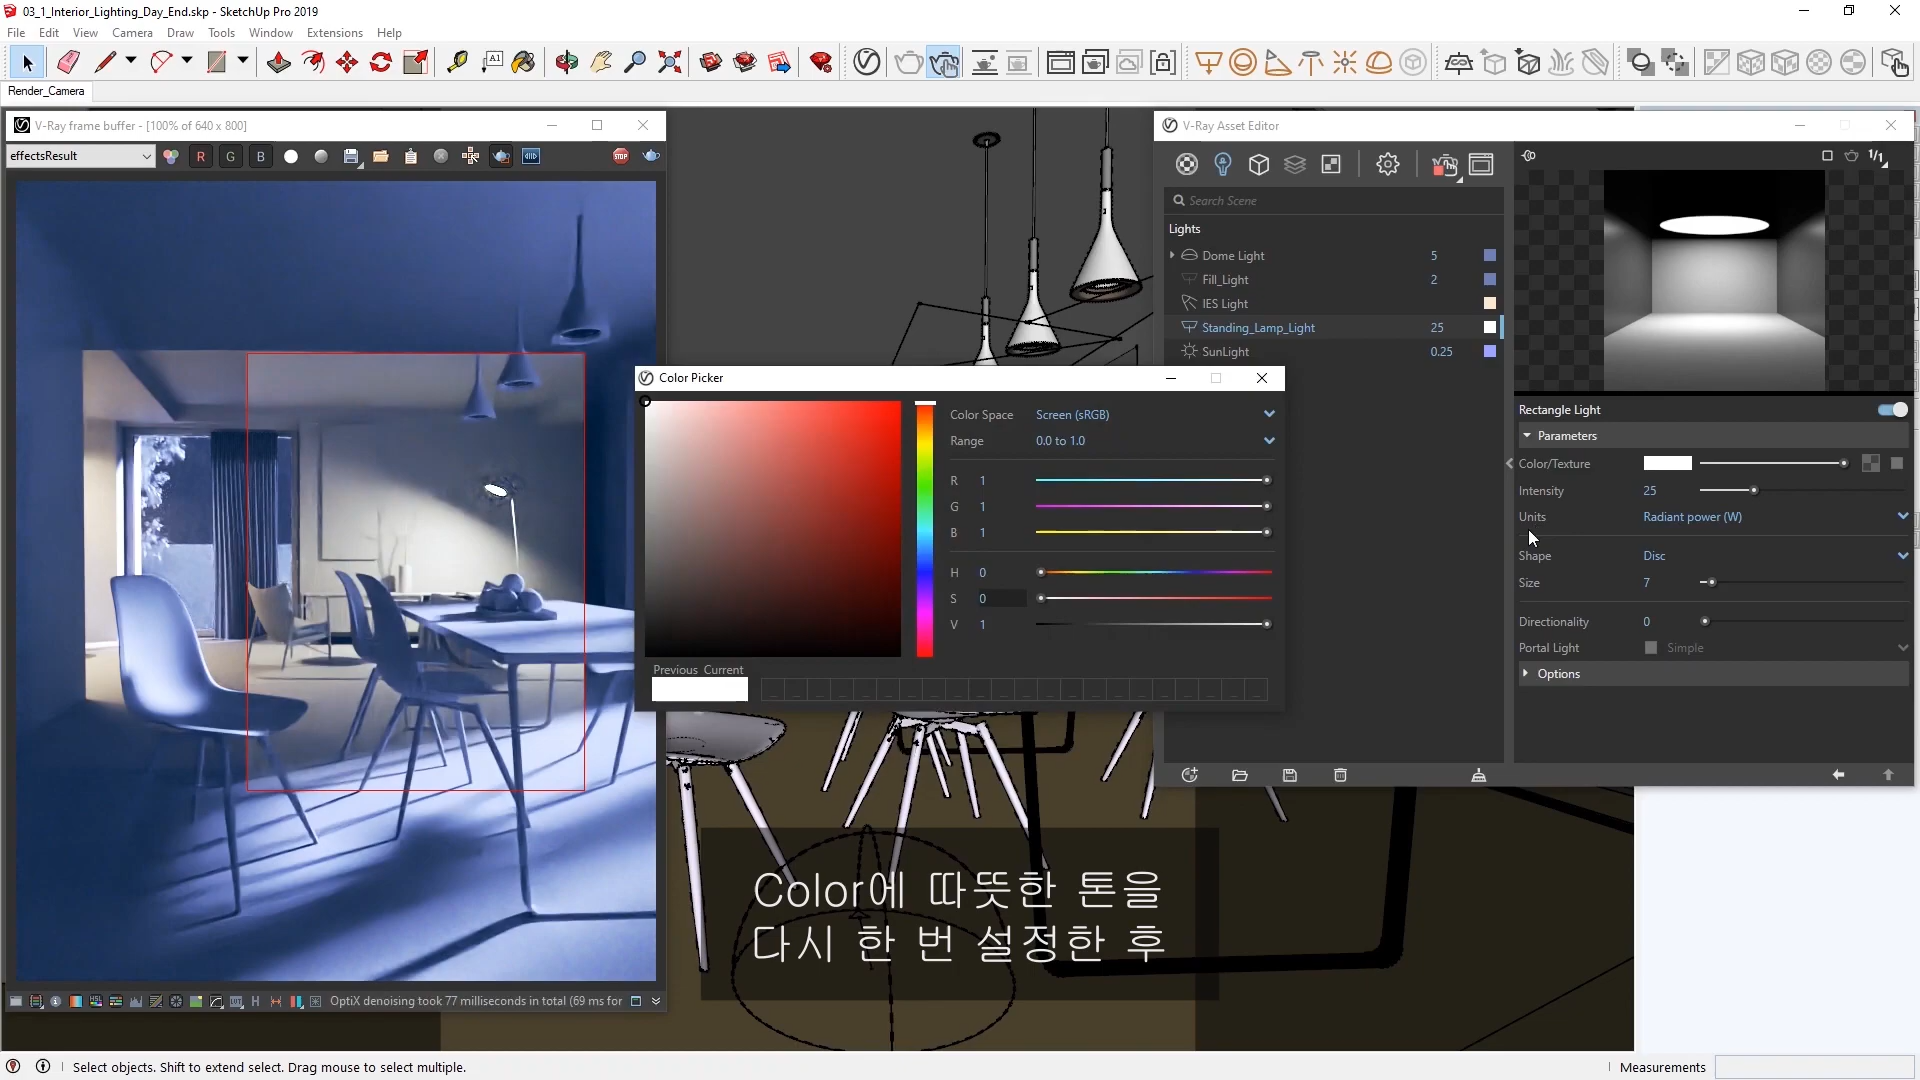 03_1_Interior_Lighting_Day_End.skp - SketchUp Pro 2019
File Edit View Camera Draw Tools Window Extensions Help
Render_Camera
V-Ray frame buffer - [100% of 640 x 800]
effectsResult
R G B
STOP
OptiX denoising took 77 milliseconds in total (69 ms for
V-Ray Asset Editor
Search Scene
Lights
Dome Light 5
Fill_Light 2
IES Light
Standing_Lamp_Light 25
SunLight 0.25
1/1
Rectangle Light
Parameters
Color/Texture
Intensity 25
Units Radiant power (W)
Shape Disc
Size 7
Directionality 0
Portal Light Simple
Options
Color Picker
Color Space Screen (sRGB)
Range 0.0 to 1.0
R 1
G 1
B 1
H 0
S 0
V 1
Previous Current
Color에 따뜻한 톤을
다시 한 번 설정한 후
Select objects. Shift to extend select. Drag mouse to select multiple.
Measurements